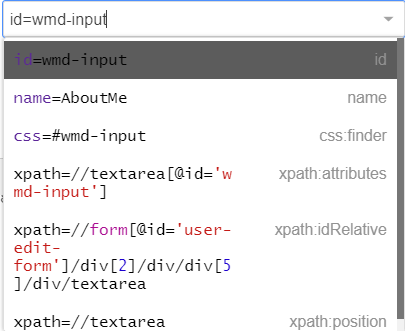 id=wmd-input
id=wmd-input id
name=AboutMe name
css=#wmd-input css:finder
xpath=//textarea[@id='w xpath:attributes
md-input']
xpath=//form[@id='user- xpath:idRelative
edit-
form']/div[2]/div/div[5
]/div/textarea
xpath=//textarea xpath:position